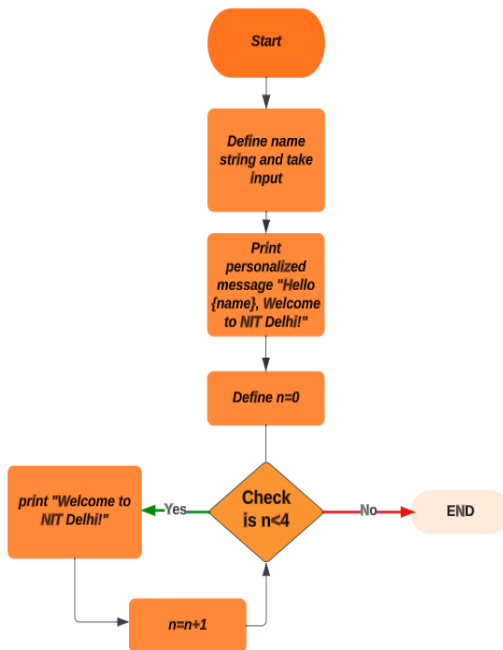 Start
Define name
string and take
input
Print
personalized
message "Hello
{name}, Welcome
to NIT Delhi!"
Define n=0
Check
is n<4
Yes
No
END
print "Welcome to
NIT Delhi!"
n=n+1